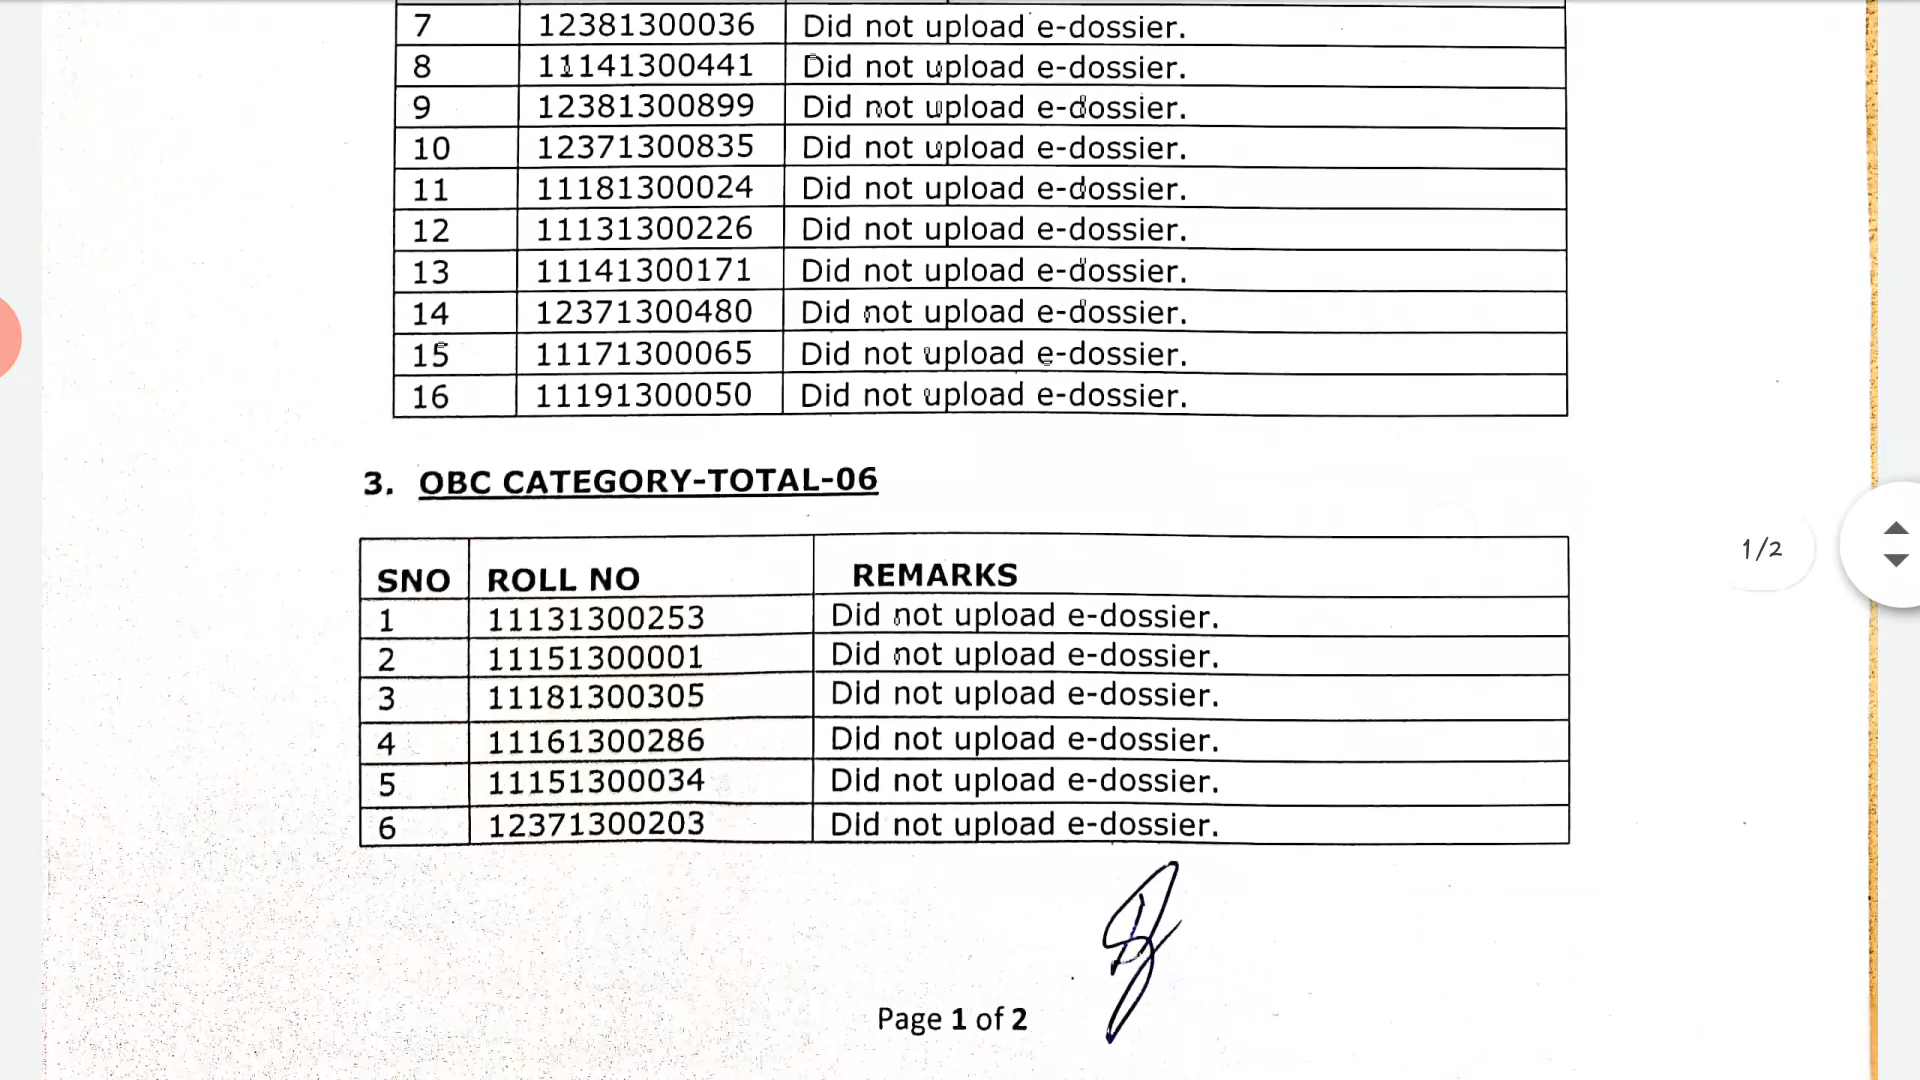 7 12381300036 Did not upload e-dossier.
8 11141300441 Did not upload e-dossier.
9 12381300899 Did not upload e-dossier.
10 12371300835 Did not upload e-dossier.
11 11181300024 Did not upload e-dossier.
12 11131300226 Did not upload e-dossier.
13 11141300171 Did not upload e-dossier.
14 12371300480 Did not upload e-dossier.
15 11171300065 Did not upload e-dossier.
16 11191300050 Did not upload e-dossier.
3. OBC CATEGORY-TOTAL-06
SNO ROLL NO REMARKS
1 11131300253 Did not upload e-dossier.
2 11151300001 Did not upload e-dossier.
3 11181300305 Did not upload e-dossier.
4 11161300286 Did not upload e-dossier.
5 11151300034 Did not upload e-dossier.
6 12371300203 Did not upload e-dossier.
1/2
Page 1 of 2